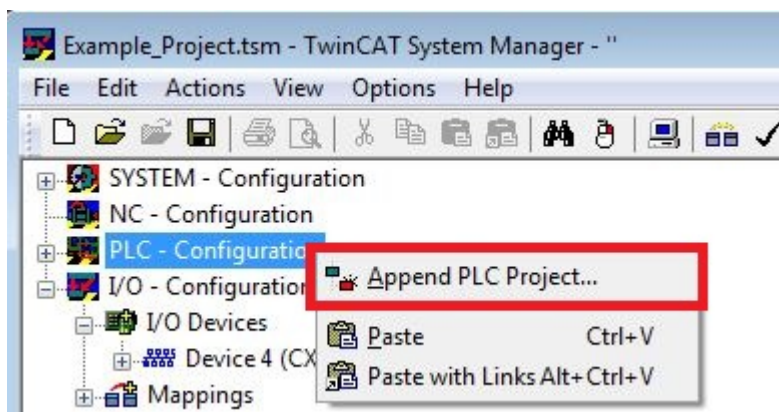 Example_Project.tsm - TwinCAT System Manager - ''
File Edit Actions View Options Help
SYSTEM - Configuration
NC - Configuration
PLC - Configuratio
Append PLC Project...
I/O - Configuration
I/O Devices
Paste Ctrl+V
Device 4 (CX
Paste with Links Alt+Ctrl+V
Mappings